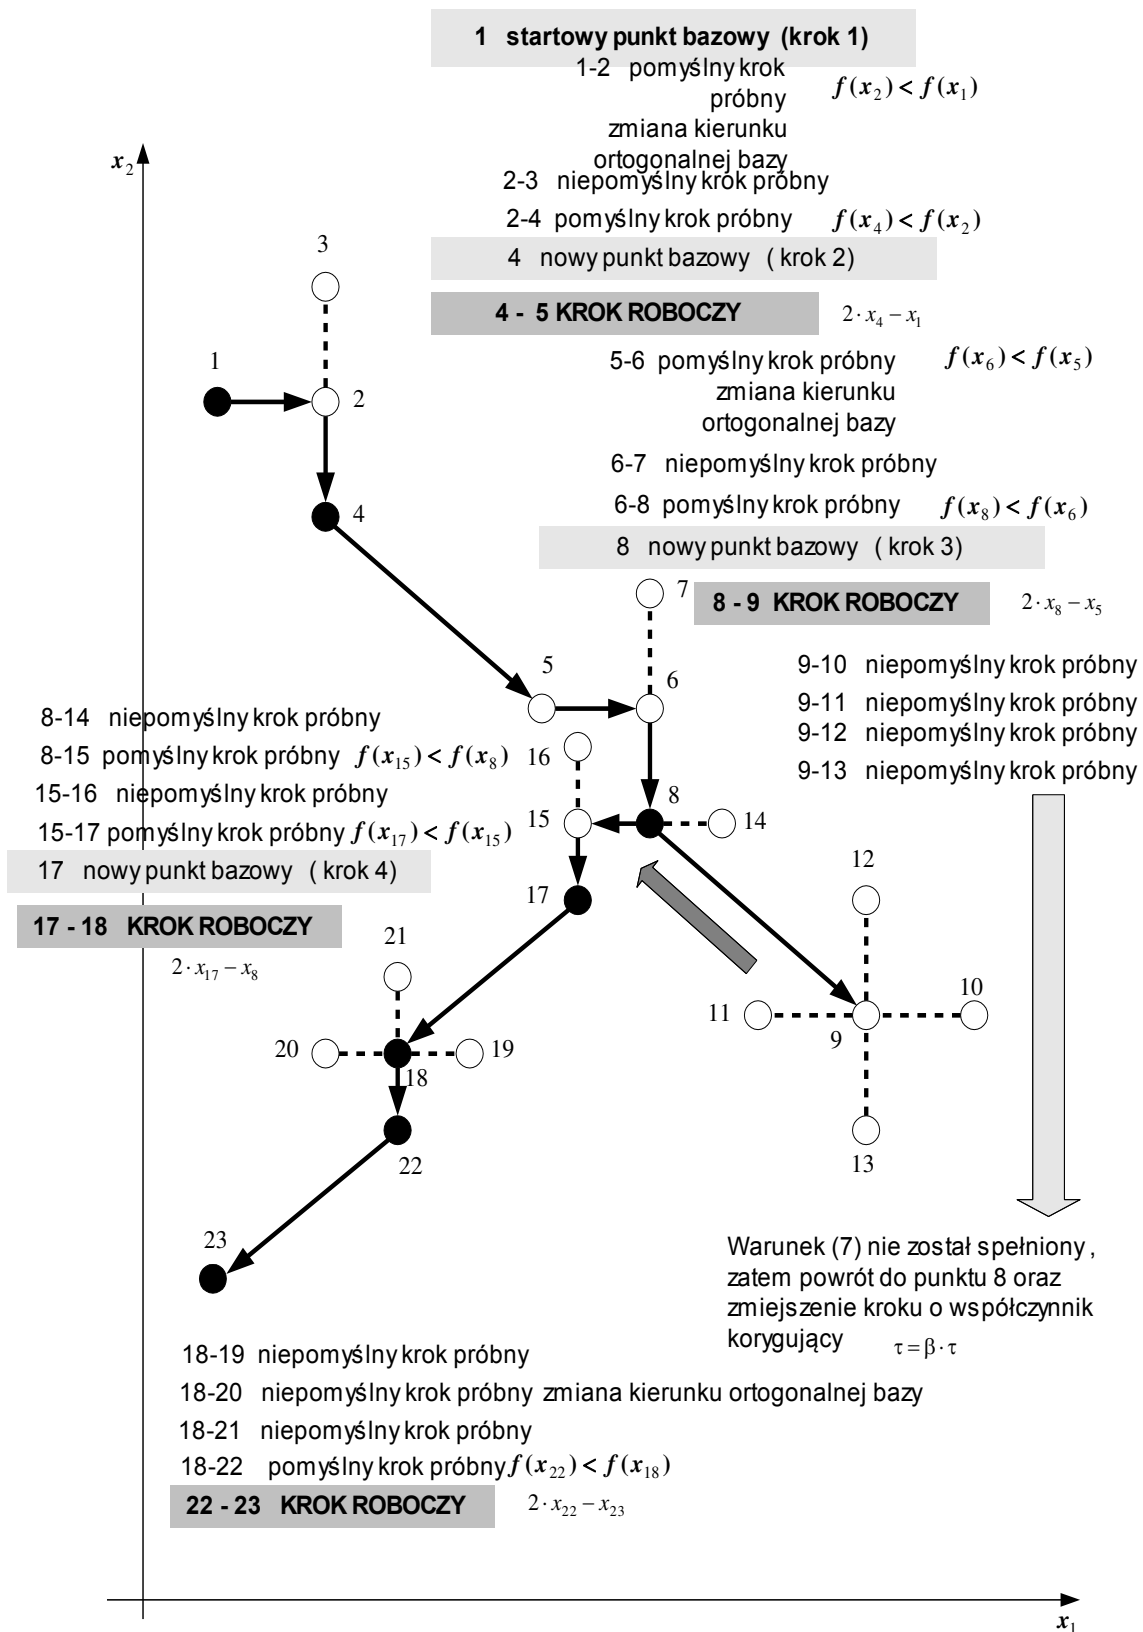 1 startowy punkt bazowy (krok 1)
1-2 pomyślny krok
próbny
f(x₂) < f(x₁)
zmiana kierunku
ortogonalnej bazy
x₂
2-3 niepomyślny krok próbny
2-4 pomyślny krok próbny f(x₄) < f(x₂)
3
4 nowy punkt bazowy ( krok 2)
4 - 5 KROK ROBOCZY 2·x₄ – x₁
1
5-6 pomyślny krok próbny f(x₆) < f(x₅)
zmiana kierunku
ortogonalnej bazy
2
6-7 niepomyślny krok próbny
6-8 pomyślny krok próbny f(x₈) < f(x₆)
4
8 nowy punkt bazowy ( krok 3)
7
8 - 9 KROK ROBOCZY 2·x₈ – x₅
5
6
9-10 niepomyślny krok próbny
9-11 niepomyślny krok próbny
9-12 niepomyślny krok próbny
9-13 niepomyślny krok próbny
8-14 niepomyślny krok próbny
8-15 pomyślny krok próbny f(x₁₅) < f(x₈)
16
15-16 niepomyślny krok próbny
8
15-17 pomyślny krok próbny f(x₁₇) < f(x₁₅)
15
14
17 nowy punkt bazowy ( krok 4)
12
17
17 - 18 KROK ROBOCZY
21
2·x₁₇ – x₈
10
11
9
20
19
18
22
13
23
Warunek (7) nie został spełniony ,
zatem powrót do punktu 8 oraz
zmiejszenie kroku o współczynnik
korygujący τ = β·τ
18-19 niepomyślny krok próbny
18-20 niepomyślny krok próbny zmiana kierunku ortogonalnej bazy
18-21 niepomyślny krok próbny
18-22 pomyślny krok próbny f(x₂₂) < f(x₁₈)
22 - 23 KROK ROBOCZY 2·x₂₂ – x₂₃
x₁